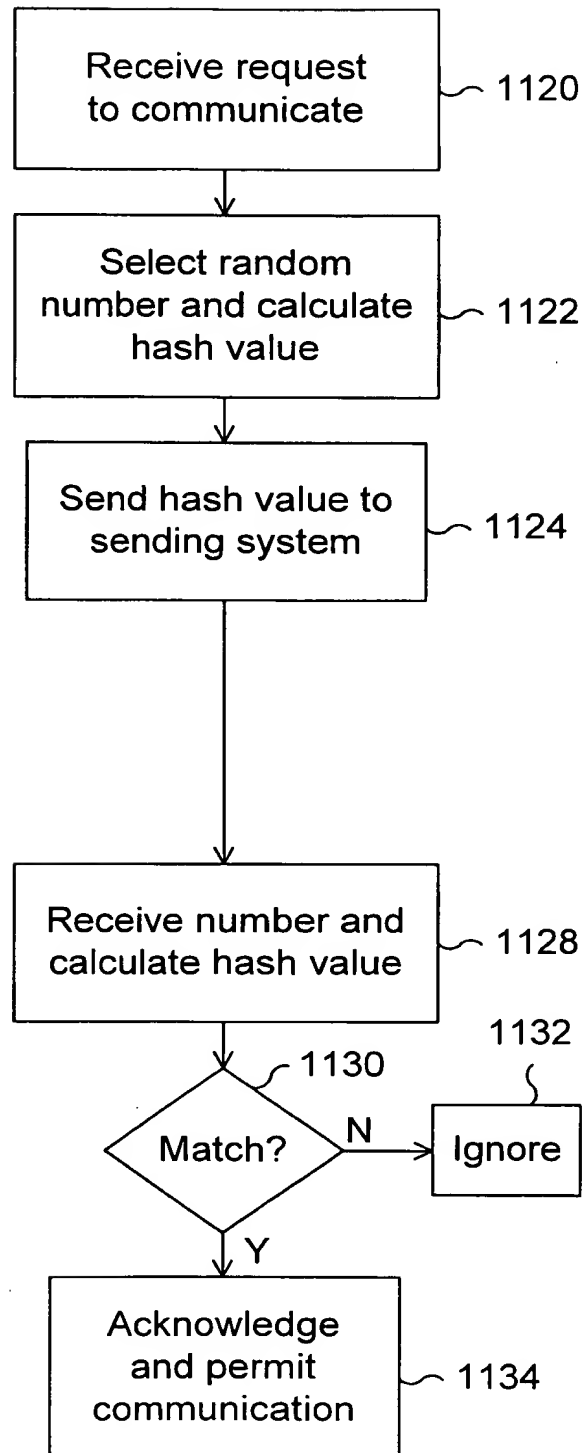 Receive request
to communicate
1120
Select random
number and calculate
hash value
1122
Send hash value to
sending system
1124
Receive number and
calculate hash value
1128
1132
1130
Match?
N
Ignore
Y
Acknowledge
and permit
communication
1134